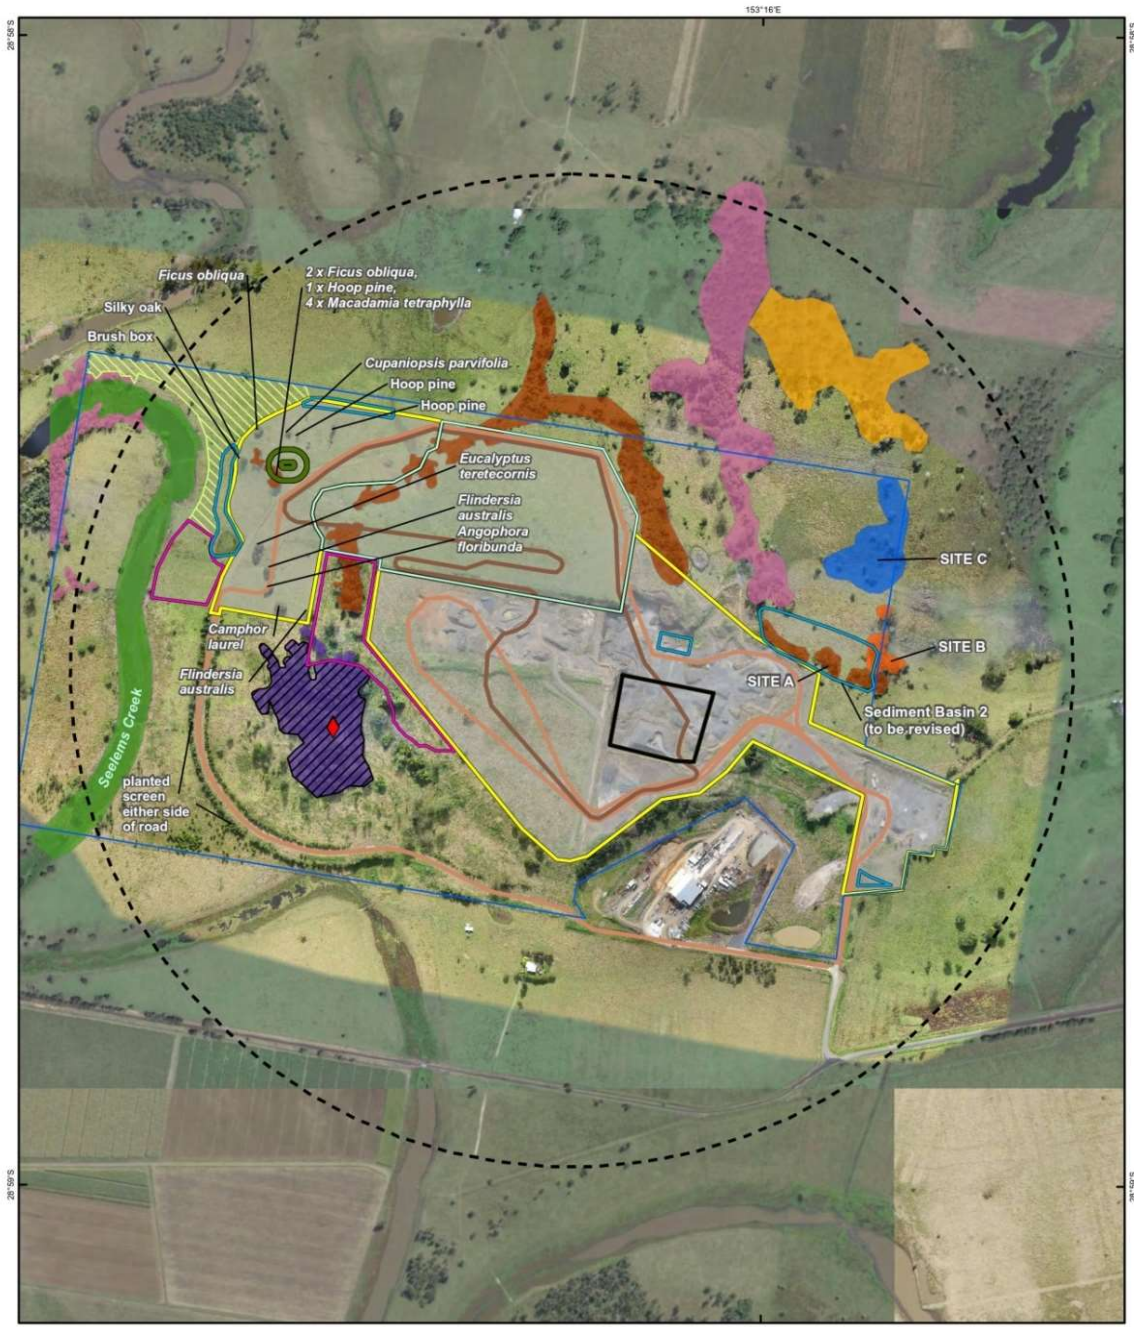 153°16'E
28°58'S
28°58'S
Ficus obliqua
2 x Ficus obliqua,
1 x Hoop pine,
4 x Macadamia tetraphylla
Silky oak
Brush box
Cupaniopsis parvifolia
Hoop pine
Hoop pine
Eucalyptus
teretecornis
Flindersia
australis
Angophora
floribunda
SITE C
Camphor
laurel
SITE B
Flindersia
australis
SITE A
Sediment Basin 2
(to be revised)
Seelems Creek
planted
screen
either side
of road
28°59'S
28°59'S